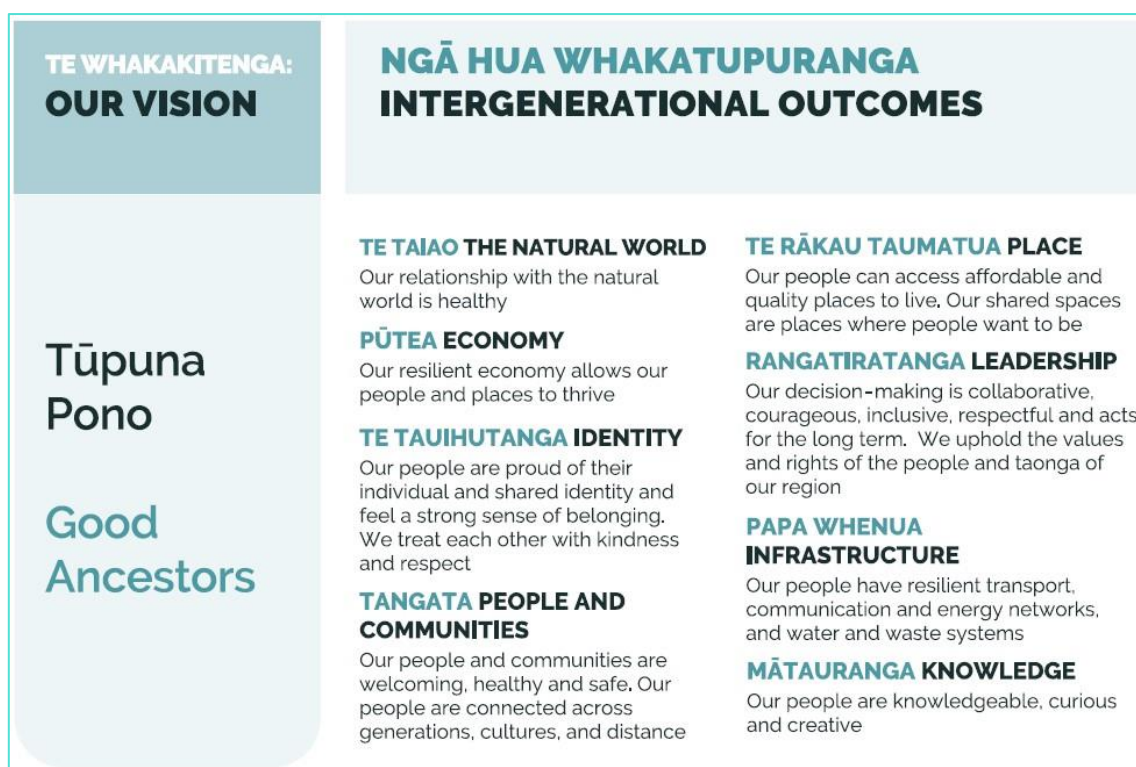 TE WHAKAKITENGA:
OUR VISION
Tūpuna
Pono
Good
Ancestors
NGĀ HUA WHAKATUPURANGA
INTERGENERATIONAL OUTCOMES
TE TAIAO THE NATURAL WORLD
Our relationship with the natural
world is healthy
PŪTEA ECONOMY
Our resilient economy allows our
people and places to thrive
TE TAUIHUTANGA IDENTITY
Our people are proud of their
individual and shared identity and
feel a strong sense of belonging.
We treat each other with kindness
and respect
TANGATA PEOPLE AND
COMMUNITIES
Our people and communities are
welcoming, healthy and safe. Our
people are connected across
generations, cultures, and distance
TE RĀKAU TAUMATUA PLACE
Our people can access affordable and
quality places to live. Our shared spaces
are places where people want to be
RANGATIRATANGA LEADERSHIP
Our decision-making is collaborative,
courageous, inclusive, respectful and acts
for the long term. We uphold the values
and rights of the people and taonga of
our region
PAPA WHENUA
INFRASTRUCTURE
Our people have resilient transport,
communication and energy networks,
and water and waste systems
MĀTAURANGA KNOWLEDGE
Our people are knowledgeable, curious
and creative